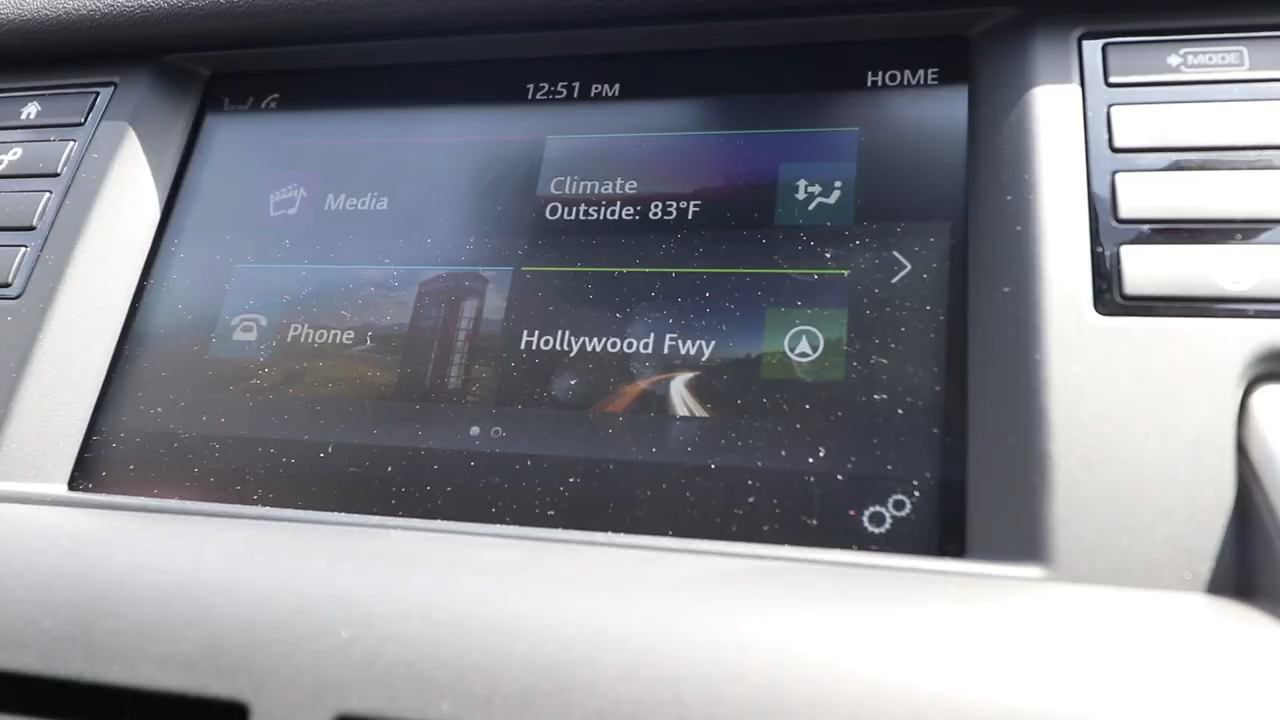 12:51 PM
HOME
MODE
Media
Climate
Outside: 83°F
Phone
Hollywood Fwy